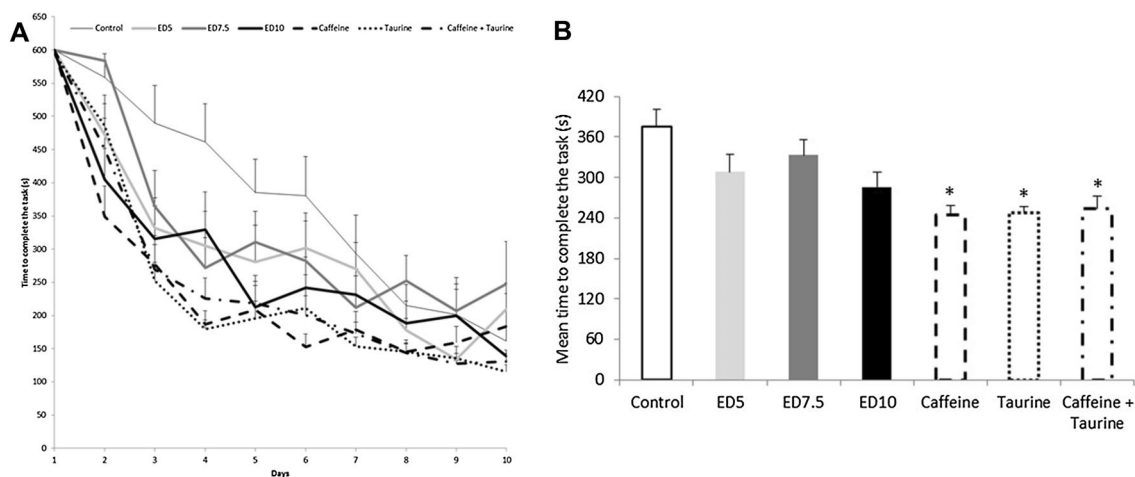 A
Control ED5 ED7.5 ED10 Caffeine Taurine Caffeine + Taurine
Time to complete the task (s)
650
600
550
500
450
400
350
300
250
200
150
100
50
0
1 2 3 4 5 6 7 8 9 10
Days
B
Mean time to complete the task (s)
420
360
300
240
180
120
60
0
* * *
Control ED5 ED7.5 ED10 Caffeine Taurine Caffeine +
Taurine